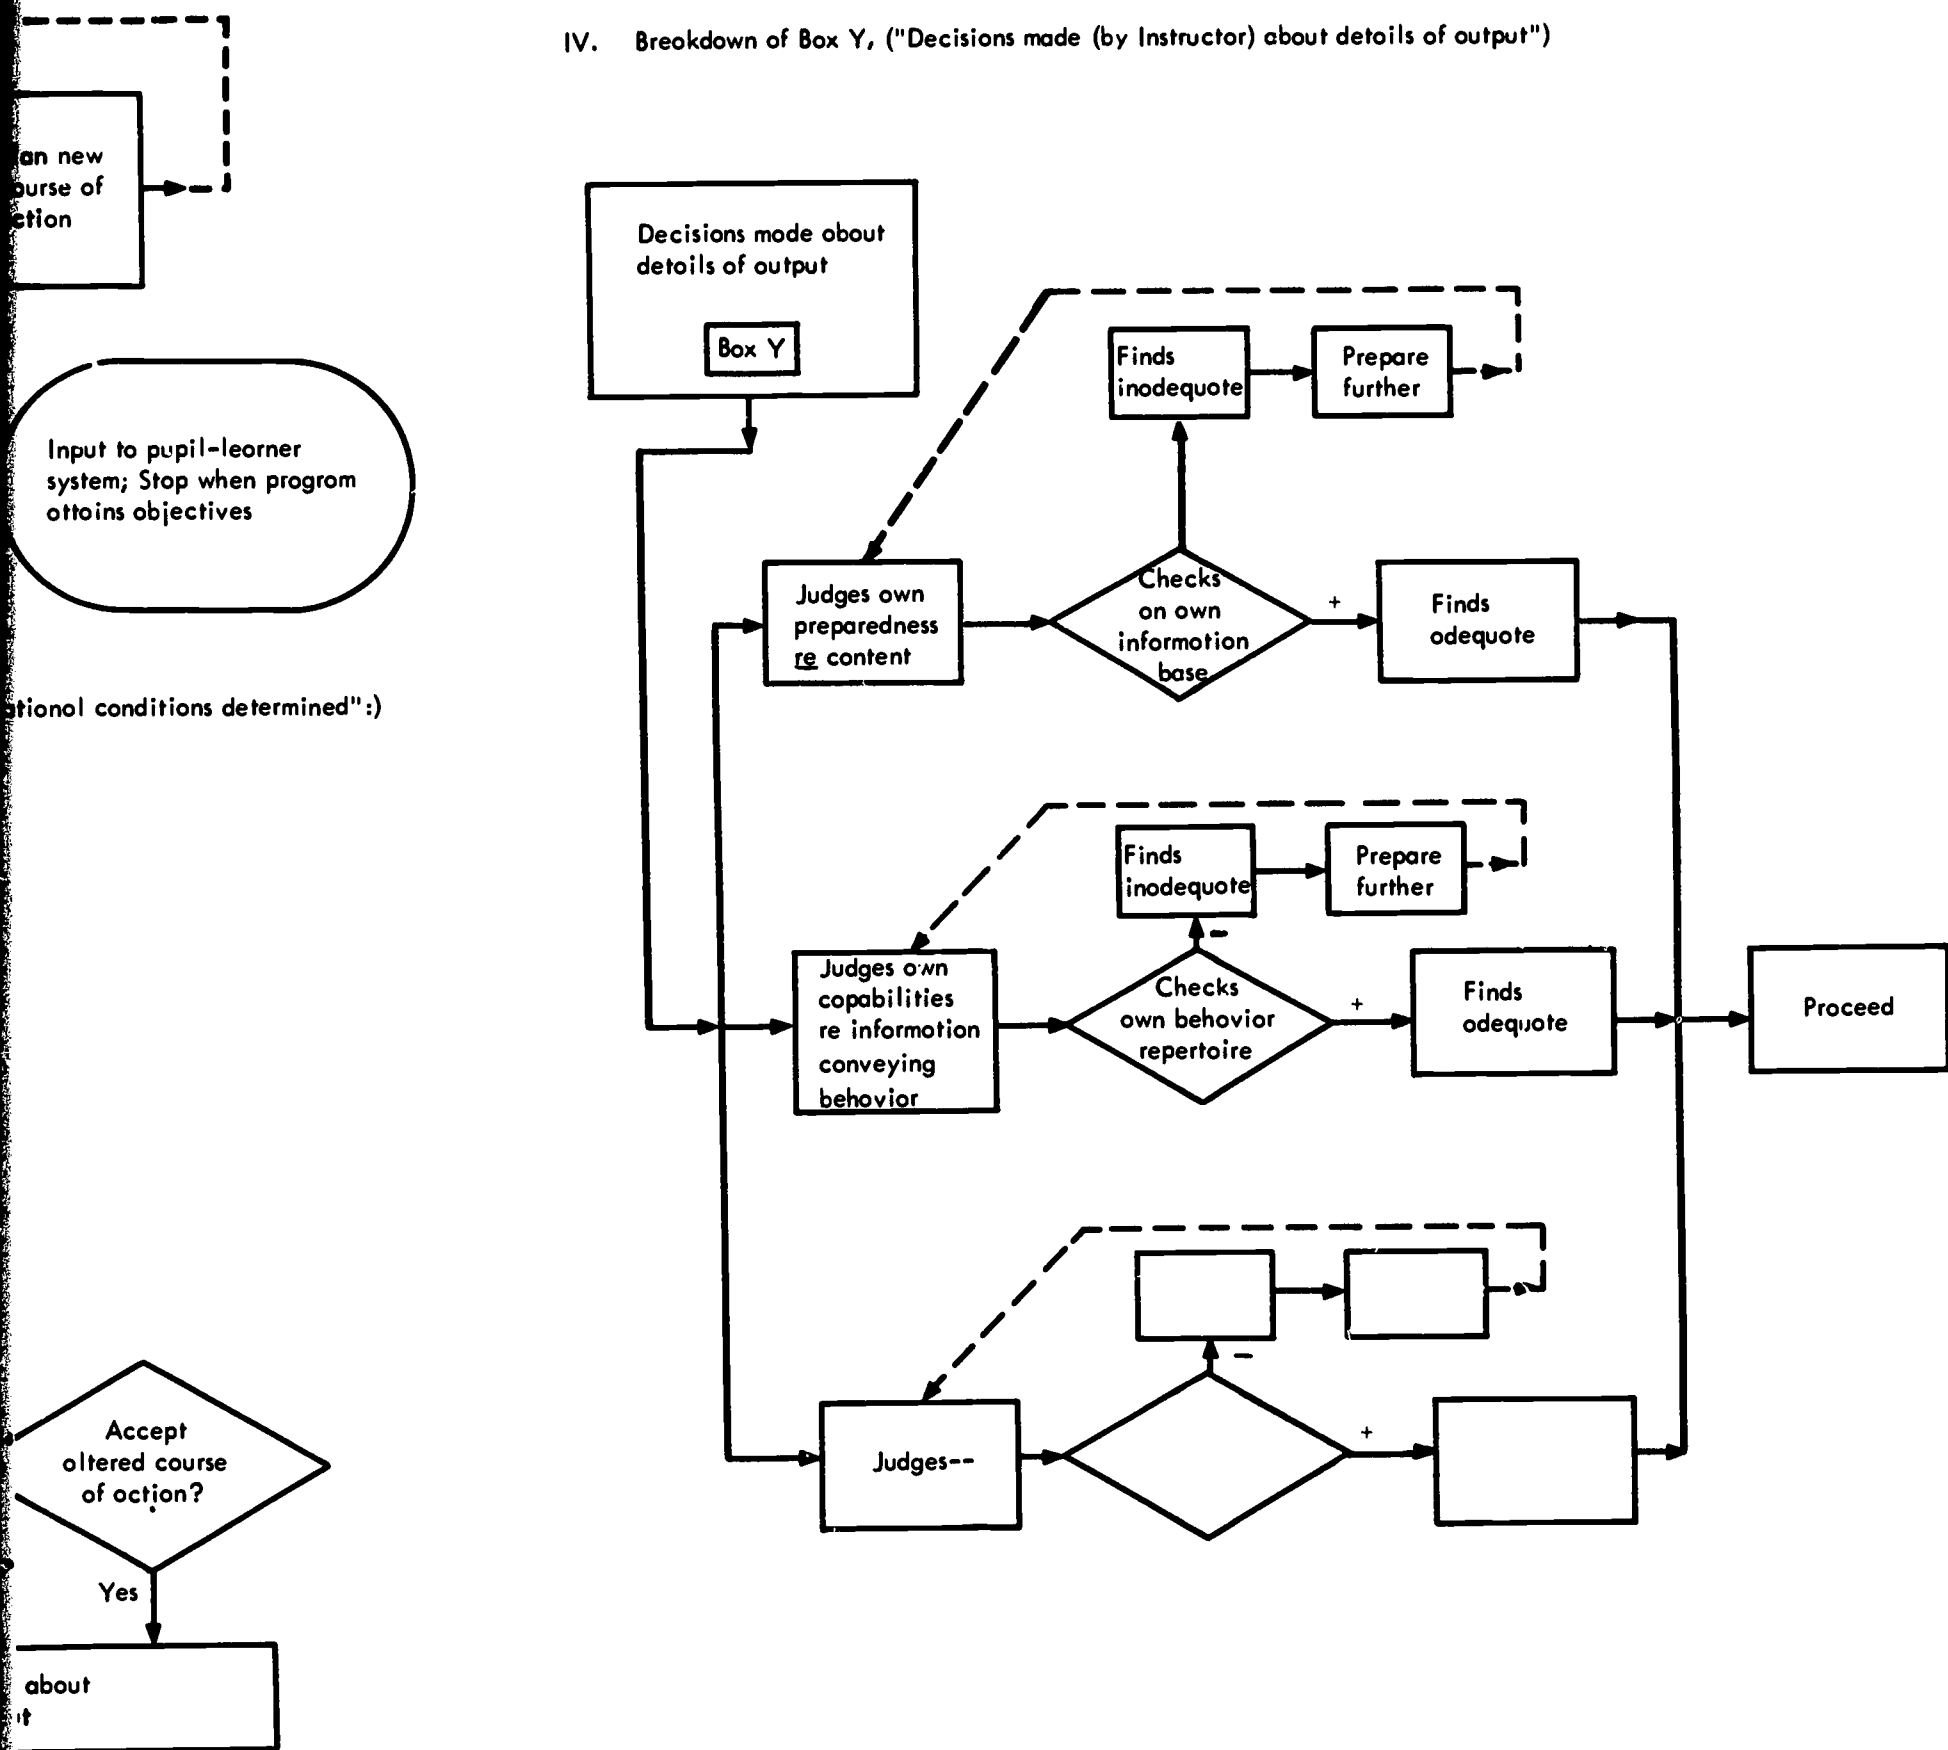 IV. Breakdown of Box Y, ("Decisions made (by Instructor) about details of output")
an new
ourse of
ction
Input to pupil-learner
system; Stop when program
attains objectives
ational conditions determined":)
Accept
altered course
of action?
Yes
about
Decisions made about
details of output
Box Y
Finds
inadequate
Prepare
further
Judges own
preparedness
re content
Checks
on own
information
base
+
Finds
adequate
Finds
inadequate
Prepare
further
-
Judges own
capabilities
re information
conveying
behavior
Checks
own behavior
repertoire
+
Finds
adequate
Proceed
-
Judges--
+